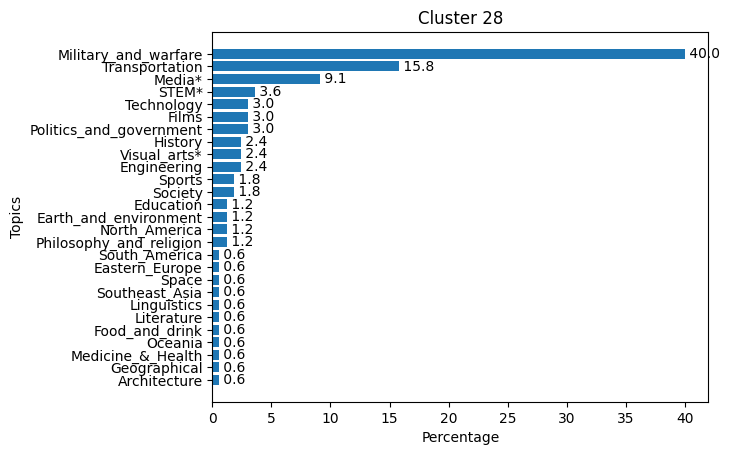 Cluster 28
Topics
Military_and_warfare 40.0
Transportation 15.8
Media* 9.1
STEM* 3.6
Technology 3.0
Films 3.0
Politics_and_government 3.0
History 2.4
Visual_arts* 2.4
Engineering 2.4
Sports 1.8
Society 1.8
Education 1.2
Earth_and_environment 1.2
North_America 1.2
Philosophy_and_religion 1.2
South_America 0.6
Eastern_Europe 0.6
Space 0.6
Southeast_Asia 0.6
Linguistics 0.6
Literature 0.6
Food_and_drink 0.6
Oceania 0.6
Medicine_&_Health 0.6
Geographical 0.6
Architecture 0.6
0 5 10 15 20 25 30 35 40
Percentage